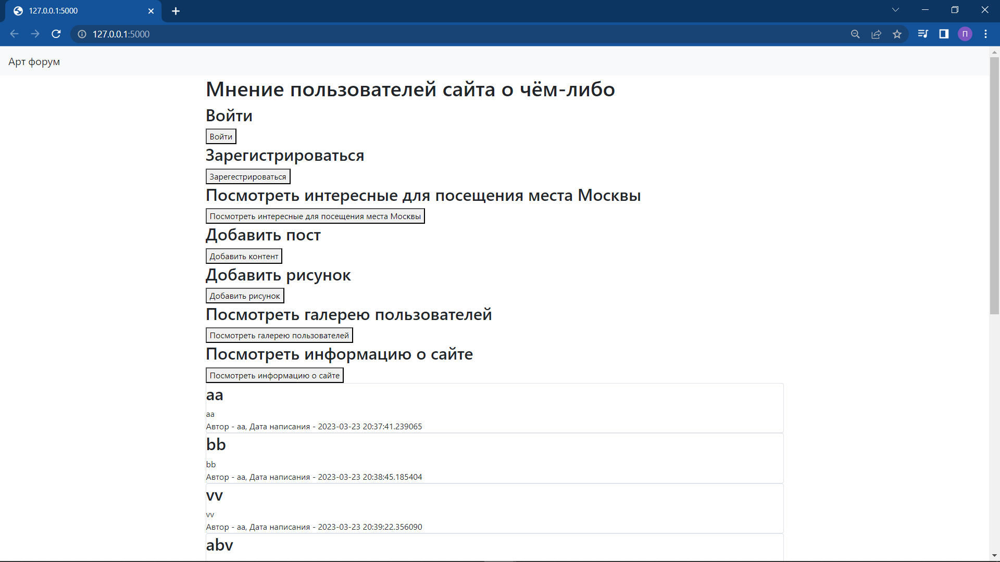 127.0.0.1:5000
127.0.0.1:5000
П
Арт форум
Мнение пользователей сайта о чём-либо
Войти
Войти
Зарегистрироваться
Зарегестрироваться
Посмотреть интересные для посещения места Москвы
Посмотреть интересные для посещения места Москвы
Добавить пост
Добавить контент
Добавить рисунок
Добавить рисунок
Посмотреть галерею пользователей
Посмотреть галерею пользователей
Посмотреть информацию о сайте
Посмотреть информацию о сайте
aa
aa
Автор - aa, Дата написания - 2023-03-23 20:37:41.239065
bb
bb
Автор - aa, Дата написания - 2023-03-23 20:38:45.185404
vv
vv
Автор - aa, Дата написания - 2023-03-23 20:39:22.356090
abv